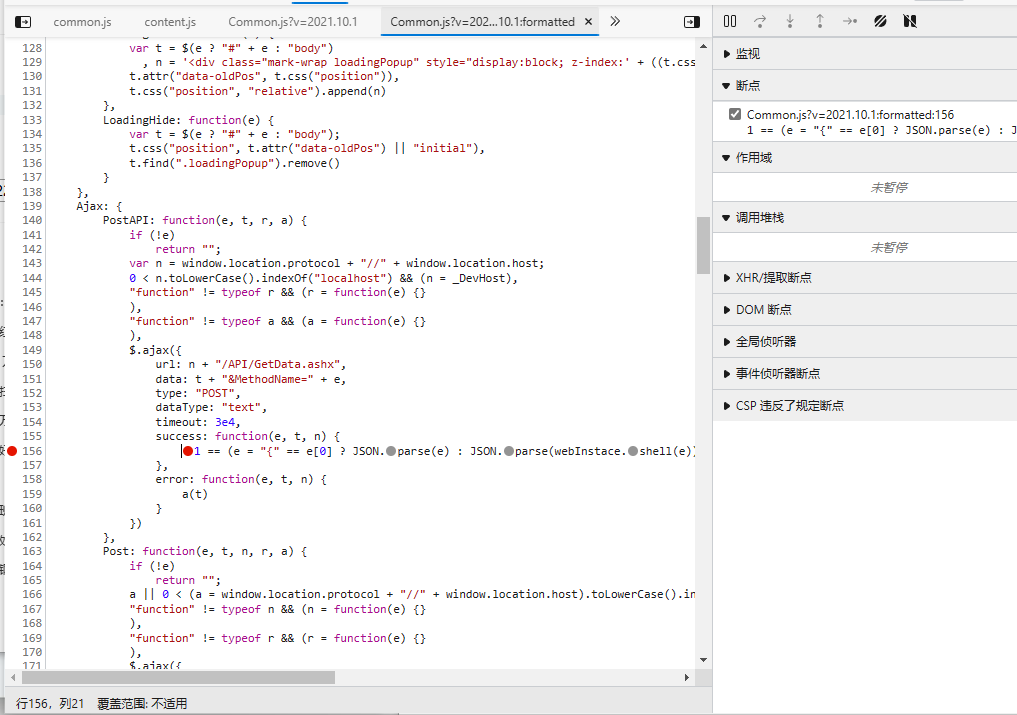 common.js content.js Common.js?v=2021.10.1 Common.js?v=202...10.1:formatted × »
128 var t = $(e ? "#" + e : "body")
129 , n = '<div class="mark-wrap loadingPopup" style="display:block; z-index:' + ((t.css
130 t.attr("data-oldPos", t.css("position")),
131 t.css("position", "relative").append(n)
132 },
133 LoadingHide: function(e) {
134 var t = $(e ? "#" + e : "body");
135 t.css("position", t.attr("data-oldPos") || "initial"),
136 t.find(".loadingPopup").remove()
137 }
138 },
139 Ajax: {
140 PostAPI: function(e, t, r, a) {
141 if (!e)
142 return "";
143 var n = window.location.protocol + "//" + window.location.host;
144 0 < n.toLowerCase().indexOf("localhost") && (n = _DevHost),
145 "function" != typeof r && (r = function(e) {}
146 ),
147 "function" != typeof a && (a = function(e) {}
148 ),
149 $.ajax({
150 url: n + "/API/GetData.ashx",
151 data: t + "&MethodName=" + e,
152 type: "POST",
153 dataType: "text",
154 timeout: 3e4,
155 success: function(e, t, n) {
156 1 == (e = "{" == e[0] ? JSON.parse(e) : JSON.parse(webInstace.shell(e))
157 },
158 error: function(e, t, n) {
159 a(t)
160 }
161 })
162 },
163 Post: function(e, t, n, r, a) {
164 if (!e)
165 return "";
166 a || 0 < (a = window.location.protocol + "//" + window.location.host).toLowerCase().in
167 "function" != typeof n && (n = function(e) {}
168 ),
169 "function" != typeof r && (r = function(e) {}
170 ),
171 $.ajax({
行156, 列21 覆盖范围: 不适用
监视
断点
Common.js?v=2021.10.1:formatted:156
1 == (e = "{" == e[0] ? JSON.parse(e) : J
作用域
未暂停
调用堆栈
未暂停
XHR/提取断点
DOM 断点
全局侦听器
事件侦听器断点
CSP 违反了规定断点